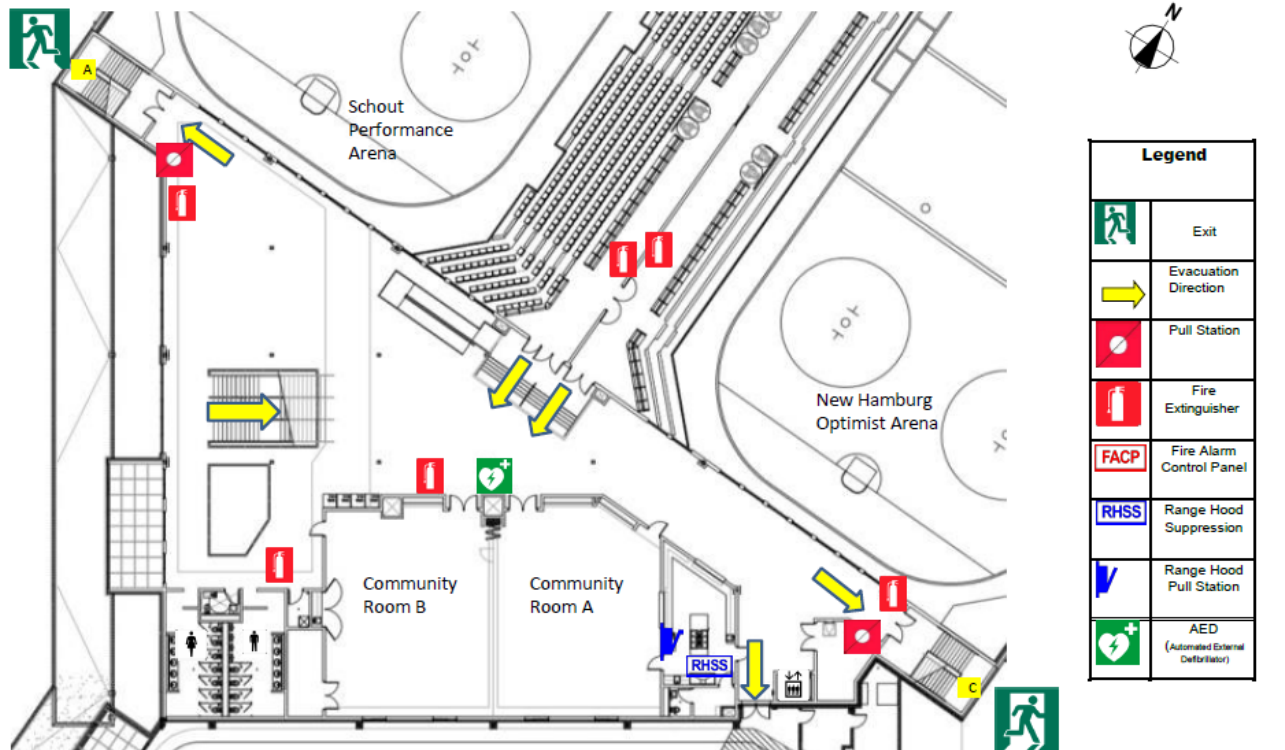 N
A
Schout
Performance
Arena
New Hamburg
Optimist Arena
Community
Room B
Community
Room A
RHSS
C
Legend
Exit
Evacuation
Direction
Pull Station
Fire
Extinguisher
FACP
Fire Alarm
Control Panel
RHSS
Range Hood
Suppression
Range Hood
Pull Station
AED
(Automated External
Defibrillator)